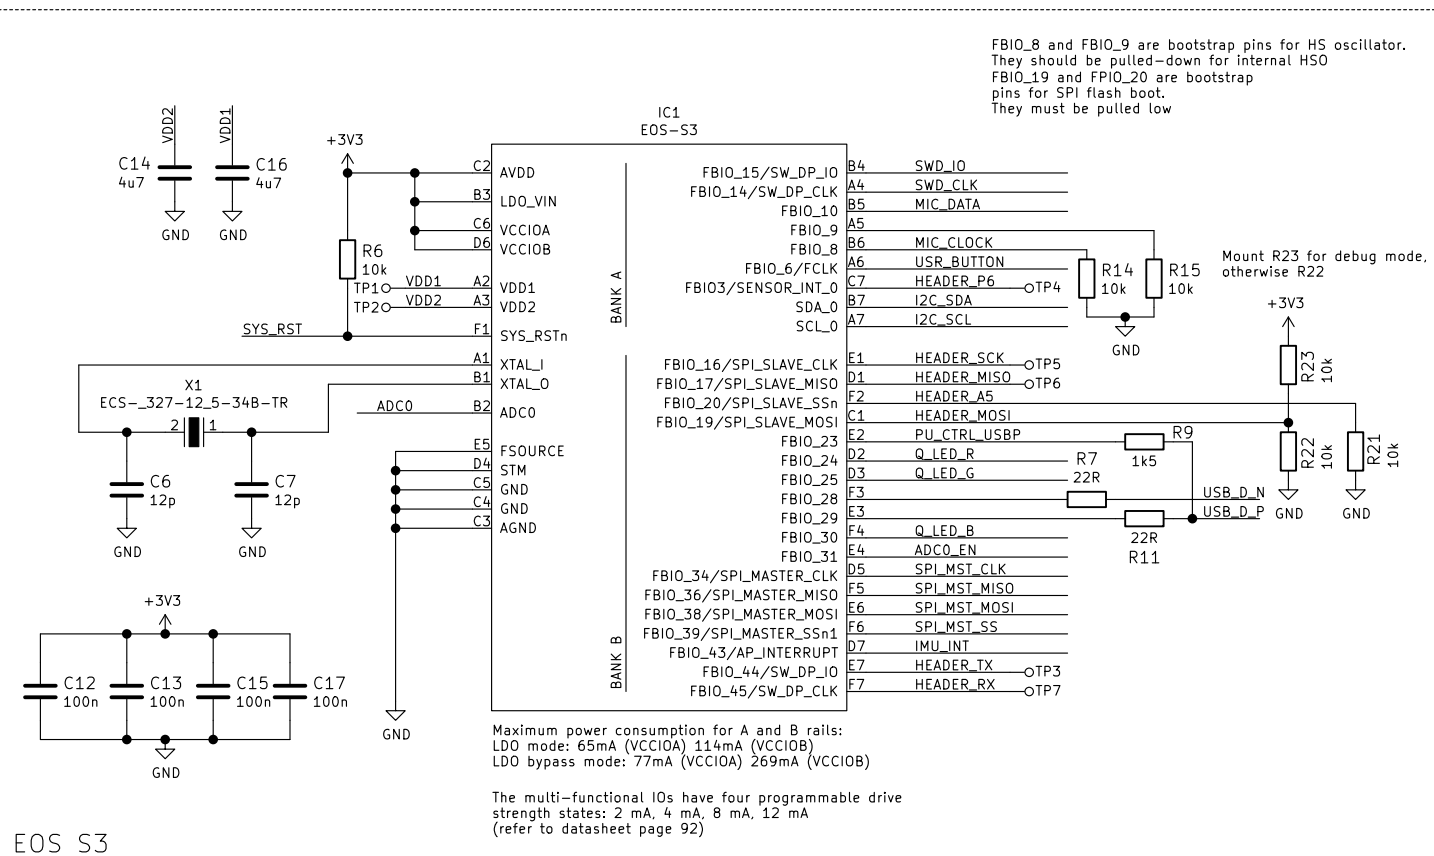 FBIO_8 and FBIO_9 are bootstrap pins for HS oscillator.
They should be pulled-down for internal HSO
FBIO_19 and FPIO_20 are bootstrap
pins for SPI flash boot.
They must be pulled low
VDD2
C14
4u7
GND
VDD1
C16
4u7
GND
+3V3
R6
10k
IC1
EOS-S3
C2 AVDD
B3 LDO_VIN
C6 VCCIOA
D6 VCCIOB
TP1 VDD1 A2 VDD1
TP2 VDD2 A3 VDD2
SYS_RST F1 SYS_RSTn
A1 XTAL_I
B1 XTAL_O
ADC0 B2 ADC0
E5 FSOURCE
D4 STM
C5 GND
C4 GND
C3 AGND
GND
X1
ECS-_327-12_5-34B-TR
2 1
C6
12p
GND
C7
12p
GND
BANK A
FBIO_15/SW_DP_IO B4 SWD_IO
FBIO_14/SW_DP_CLK A4 SWD_CLK
FBIO_10 B5 MIC_DATA
FBIO_9 A5
FBIO_8 B6 MIC_CLOCK
FBIO_6/FCLK A6 USR_BUTTON
FBIO3/SENSOR_INT_0 C7 HEADER_P6 TP4
SDA_0 B7 I2C_SDA
SCL_0 A7 I2C_SCL
R14
10k
R15
10k
GND
BANK B
FBIO_16/SPI_SLAVE_CLK E1 HEADER_SCK TP5
FBIO_17/SPI_SLAVE_MISO D1 HEADER_MISO TP6
FBIO_20/SPI_SLAVE_SSn F2 HEADER_A5
FBIO_19/SPI_SLAVE_MOSI C1 HEADER_MOSI
FBIO_23 E2 PU_CTRL_USBP
FBIO_24 D2 Q_LED_R
FBIO_25 D3 Q_LED_G
FBIO_28 F3 USB_D_N
FBIO_29 E3 USB_D_P
FBIO_30 F4 Q_LED_B
FBIO_31 E4 ADC0_EN
FBIO_34/SPI_MASTER_CLK D5 SPI_MST_CLK
FBIO_36/SPI_MASTER_MISO F5 SPI_MST_MISO
FBIO_38/SPI_MASTER_MOSI E6 SPI_MST_MOSI
FBIO_39/SPI_MASTER_SSn1 F6 SPI_MST_SS
FBIO_43/AP_INTERRUPT D7 IMU_INT
FBIO_44/SW_DP_IO E7 HEADER_TX TP3
FBIO_45/SW_DP_CLK F7 HEADER_RX TP7
R9
1k5
R7
22R
22R
R11
Mount R23 for debug mode,
otherwise R22
+3V3
R23
10k
R22
10k
GND
R21
10k
GND
+3V3
C12
100n
C13
100n
C15
100n
C17
100n
GND
Maximum power consumption for A and B rails:
LDO mode: 65mA (VCCIOA) 114mA (VCCIOB)
LDO bypass mode: 77mA (VCCIOA) 269mA (VCCIOB)
The multi-functional IOs have four programmable drive
strength states: 2 mA, 4 mA, 8 mA, 12 mA
(refer to datasheet page 92)
EOS S3